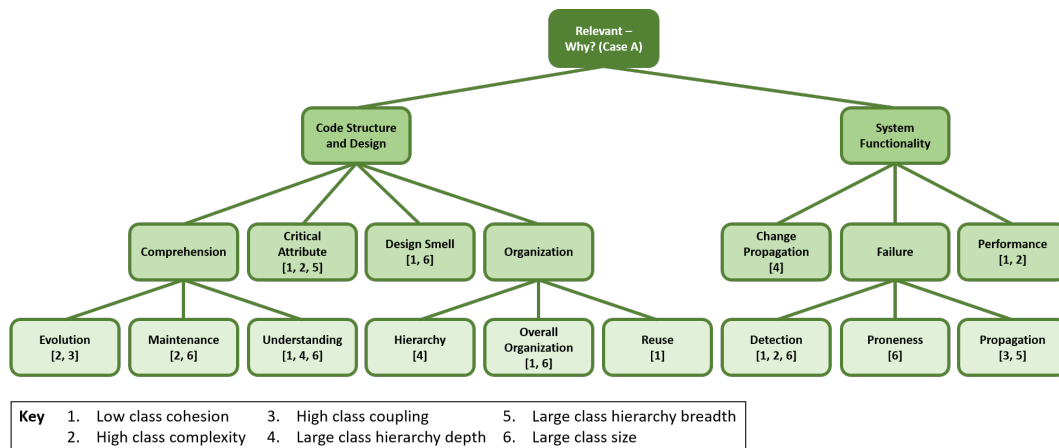 Relevant –
Why? (Case A)
Code Structure
and Design
System
Functionality
Comprehension
Critical
Attribute
[1, 2, 5]
Design Smell
[1, 6]
Organization
Change
Propagation
[4]
Failure
Performance
[1, 2]
Evolution
[2, 3]
Maintenance
[2, 6]
Understanding
[1, 4, 6]
Hierarchy
[4]
Overall
Organization
[1, 6]
Reuse
[1]
Detection
[1, 2, 6]
Proneness
[6]
Propagation
[3, 5]
Key 1. Low class cohesion 3. High class coupling 5. Large class hierarchy breadth
2. High class complexity 4. Large class hierarchy depth 6. Large class size